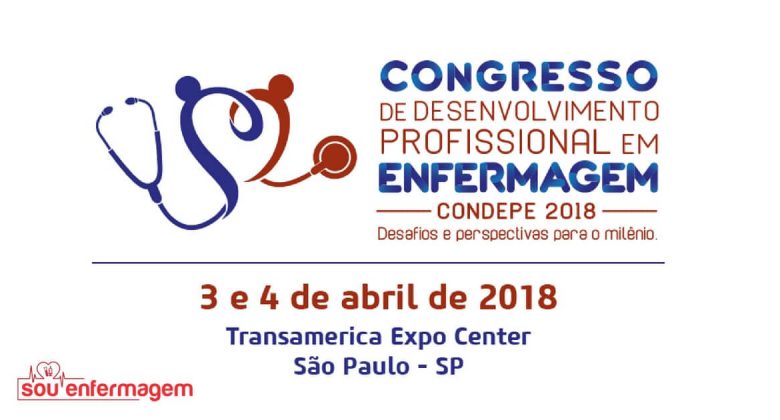 CONGRESSO
DE DESENVOLVIMENTO
PROFISSIONAL EM
ENFERMAGEM
CONDEPE 2018
Desafios e perspectivas para o milênio.
3 e 4 de abril de 2018
Transamerica Expo Center
São Paulo - SP
sou enfermagem